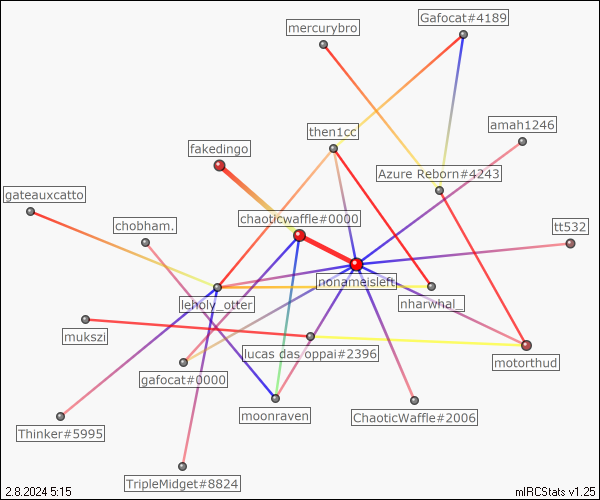 Gafocat#4189
mercurybro
amah1246
then1cc
fakedingo
Azure Reborn#4243
gateauxcatto
chaoticwaffle#0000
chobham.
tt532
nonameisleft
leholy_otter
nharwhal_
mukszi
lucas das oppai#2396
motorthud
gafocat#0000
moonraven
ChaoticWaffle#2006
Thinker#5995
TripleMidget#8824
2.8.2024 5:15
mIRCStats v1.25